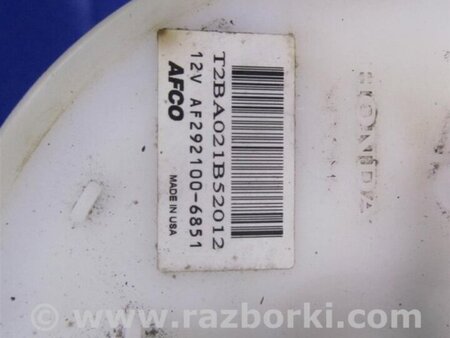 T2BA021B52012
12V AF292100-6851
AFCO
MADE IN USA
HONDA
www.razborki.com